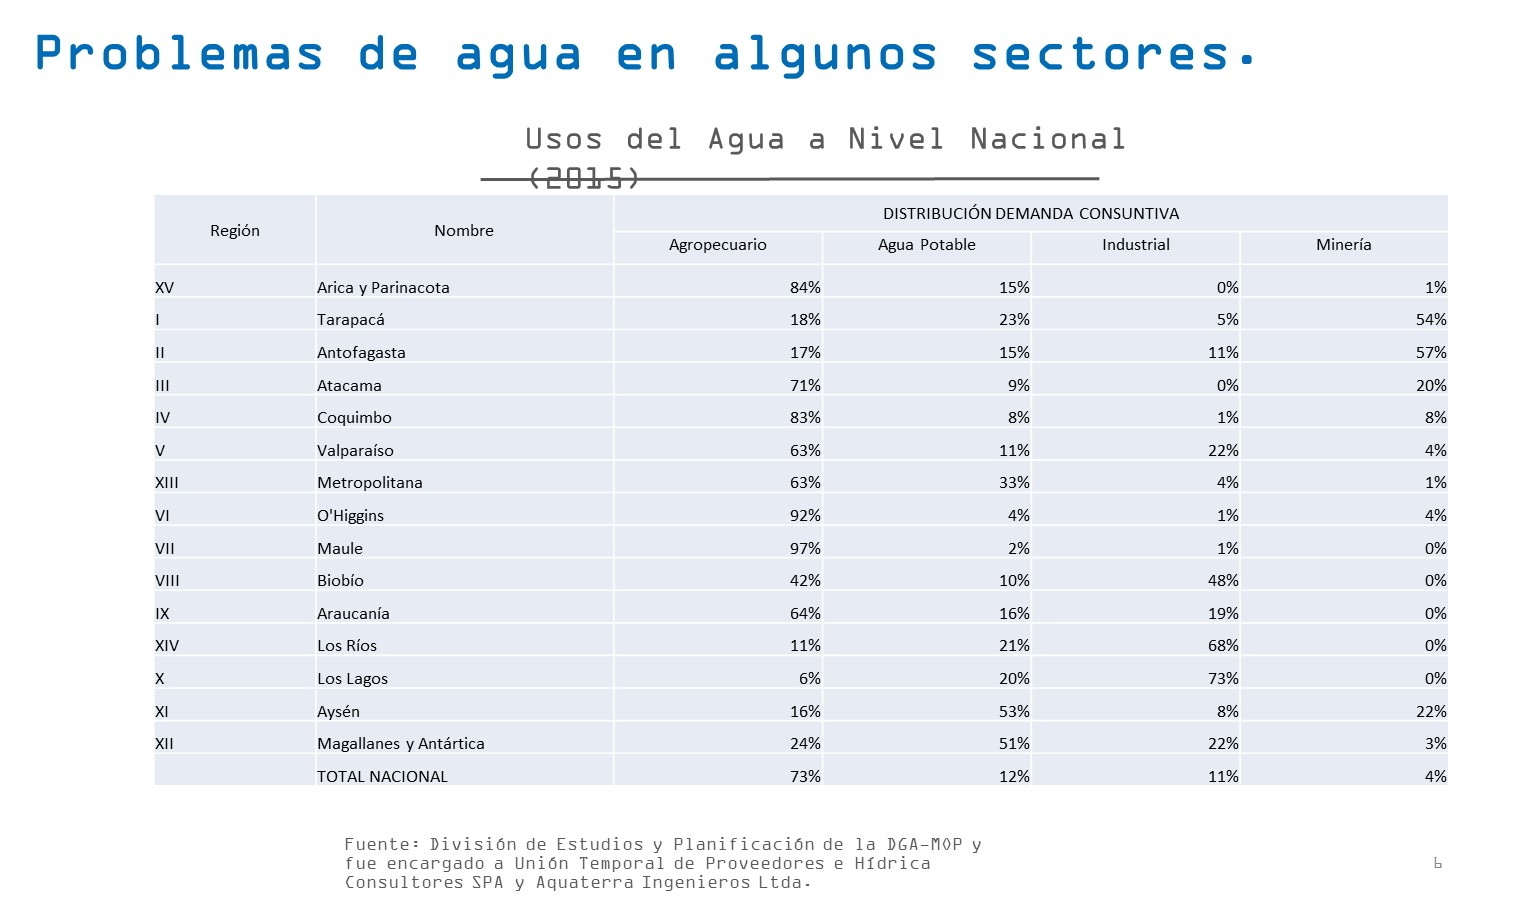 Problemas de agua en algunos sectores.
Usos del Agua a Nivel Nacional
(2015)
Región Nombre DISTRIBUCIÓN DEMANDA CONSUNTIVA
Agropecuario Agua Potable Industrial Minería
XV Arica y Parinacota 84% 15% 0% 1%
I Tarapacá 18% 23% 5% 54%
II Antofagasta 17% 15% 11% 57%
III Atacama 71% 9% 0% 20%
IV Coquimbo 83% 8% 1% 8%
V Valparaíso 63% 11% 22% 4%
XIII Metropolitana 63% 33% 4% 1%
VI O'Higgins 92% 4% 1% 4%
VII Maule 97% 2% 1% 0%
VIII Biobío 42% 10% 48% 0%
IX Araucanía 64% 16% 19% 0%
XIV Los Ríos 11% 21% 68% 0%
X Los Lagos 6% 20% 73% 0%
XI Aysén 16% 53% 8% 22%
XII Magallanes y Antártica 24% 51% 22% 3%
TOTAL NACIONAL 73% 12% 11% 4%
Fuente: División de Estudios y Planificación de la DGA-MOP y
fue encargado a Unión Temporal de Proveedores e Hídrica
Consultores SPA y Aquaterra Ingenieros Ltda.
6